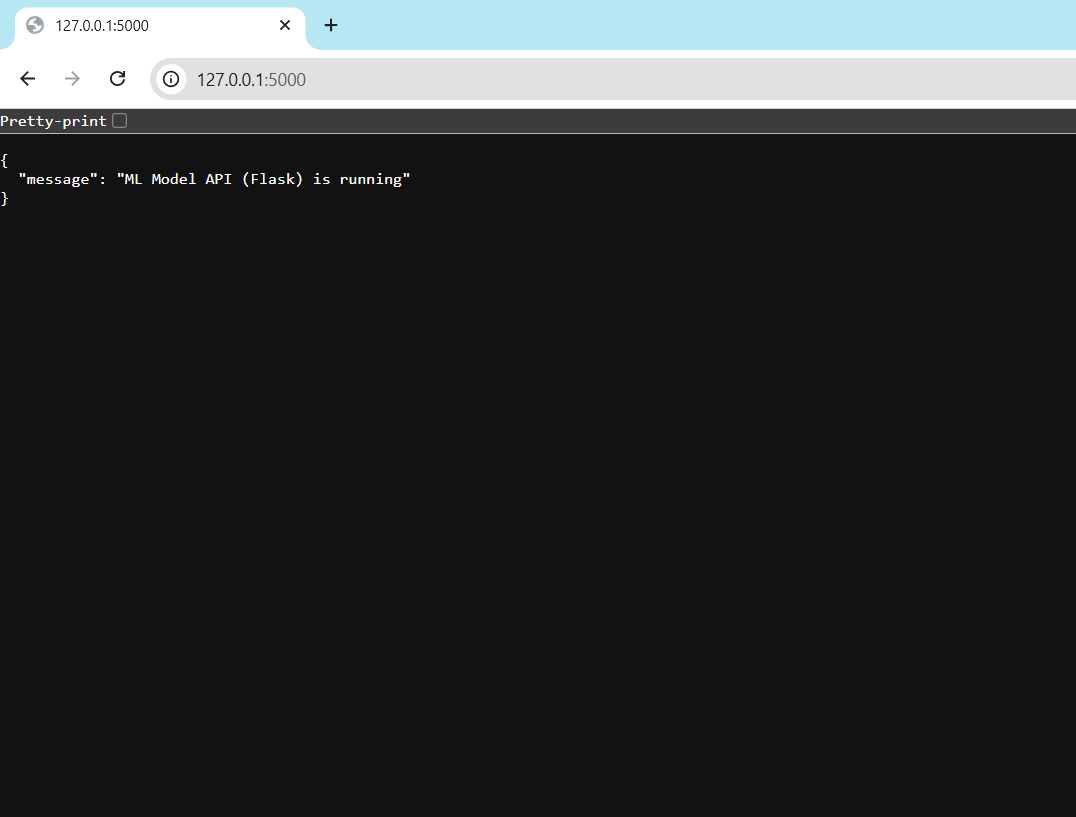 127.0.0.1:5000
127.0.0.1:5000
Pretty-print
{
  "message": "ML Model API (Flask) is running"
}